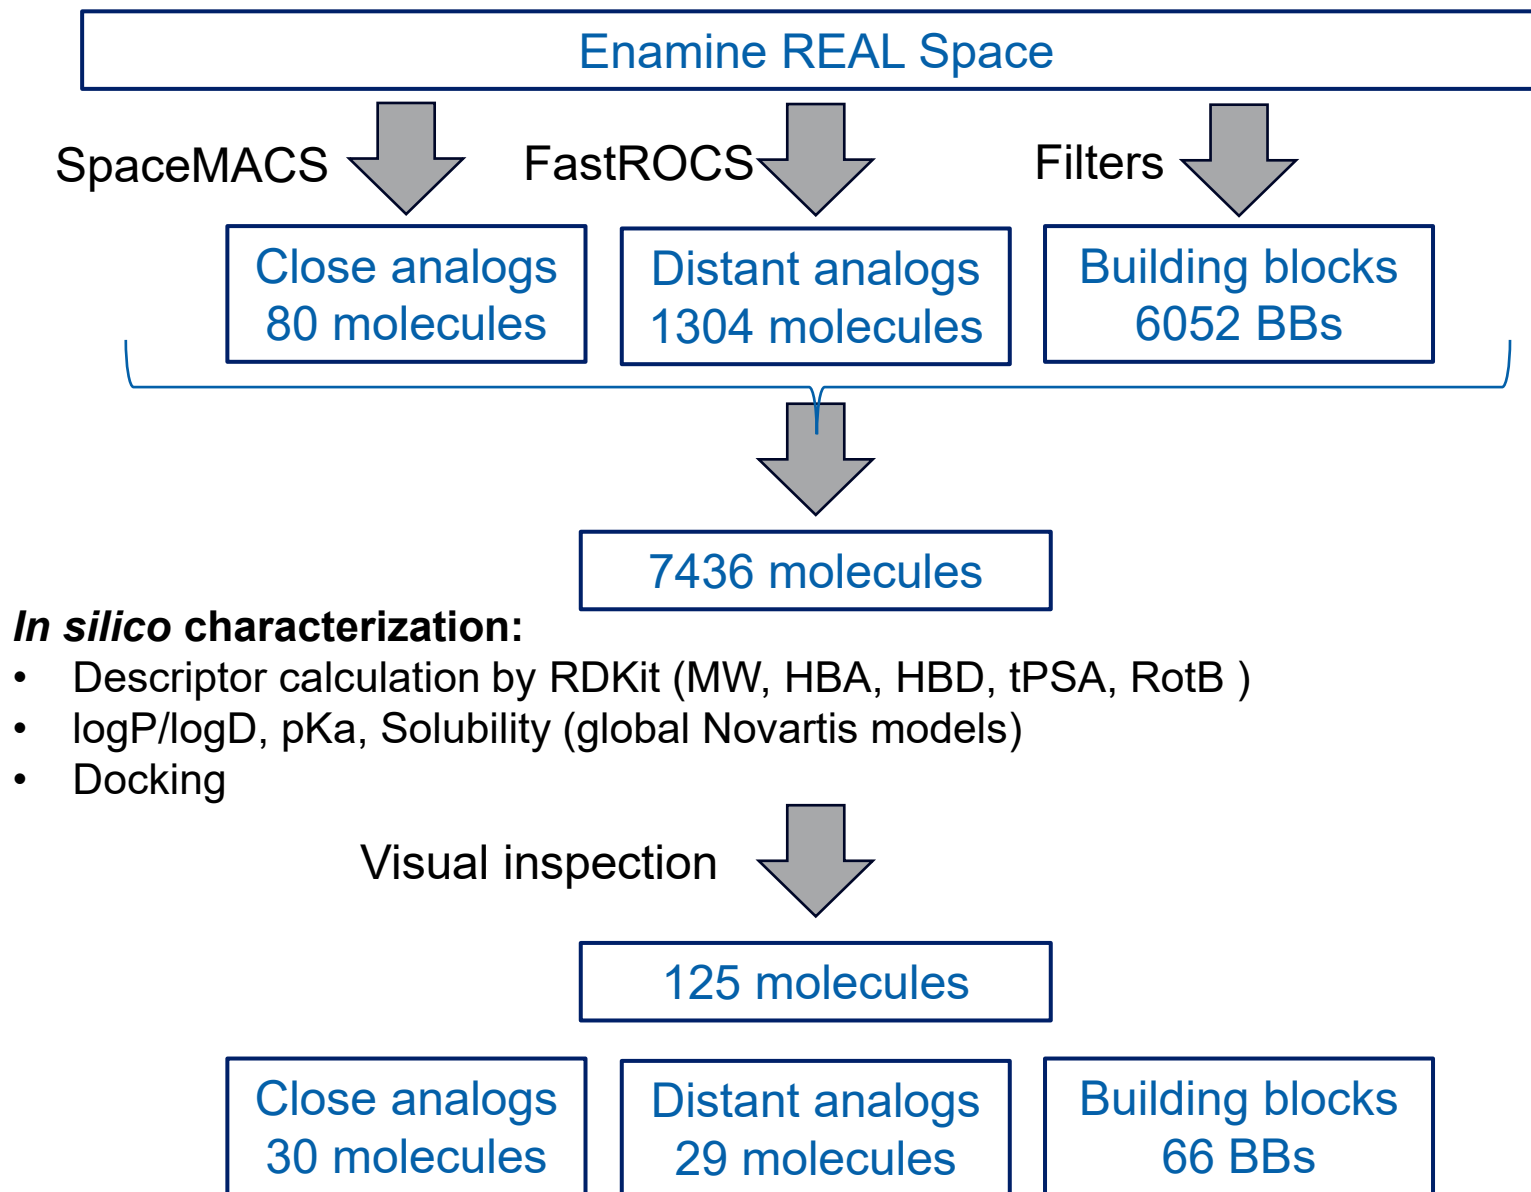 Enamine REAL Space
SpaceMACS
FastROCS
Filters
Close analogs
80 molecules
Distant analogs
1304 molecules
Building blocks
6052 BBs
7436 molecules
In silico characterization:
• Descriptor calculation by RDKit (MW, HBA, HBD, tPSA, RotB )
• logP/logD, pKa, Solubility (global Novartis models)
• Docking
Visual inspection
125 molecules
Close analogs
30 molecules
Distant analogs
29 molecules
Building blocks
66 BBs